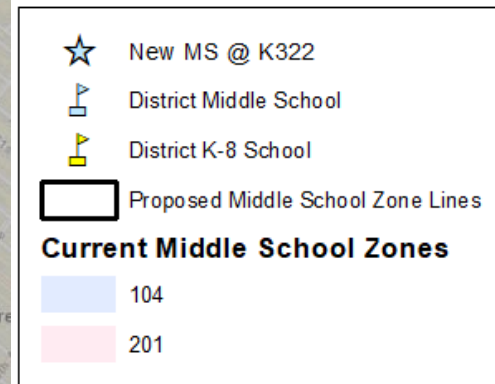 New MS @ K322
District Middle School
District K-8 School
Proposed Middle School Zone Lines
Current Middle School Zones
104
201